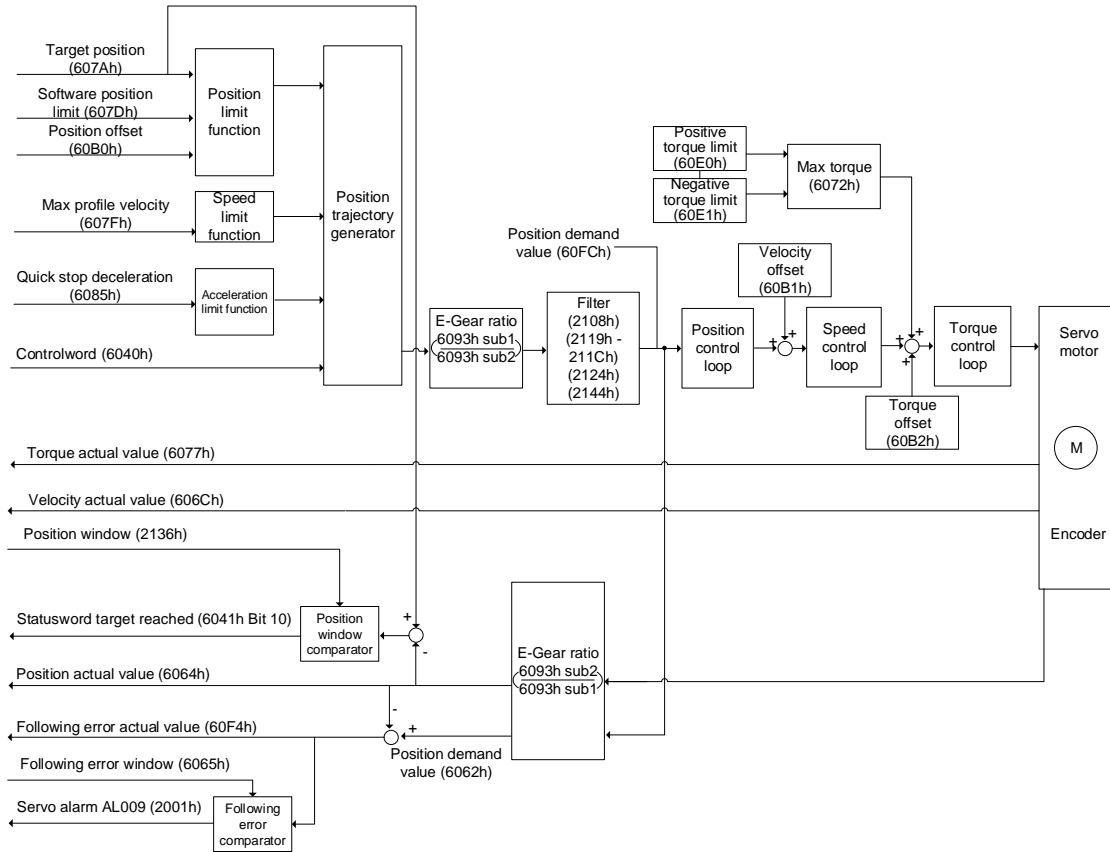 Target position
(607Ah)
Software position
limit (607Dh)
Position offset
(60B0h)
Position
limit
function
Max profile velocity
(607Fh)
Speed
limit
function
Quick stop deceleration
(6085h)
Acceleration
limit function
Controlword (6040h)
Position
trajectory
generator
E-Gear ratio
6093h sub1
6093h sub2
Filter
(2108h)
(2119h -
211Ch)
(2124h)
(2144h)
Position demand
value (60FCh)
Position
control
loop
Velocity
offset
(60B1h)
+
+
Speed
control
loop
Positive
torque limit
(60E0h)
Negative
torque limit
(60E1h)
Max torque
(6072h)
+
+
+
Torque
offset
(60B2h)
Torque
control
loop
Servo
motor
M
Encoder
Torque actual value (6077h)
Velocity actual value (606Ch)
Position window (2136h)
Statusword target reached (6041h Bit 10)
Position
window
comparator
+
-
Position actual value (6064h)
E-Gear ratio
6093h sub2
6093h sub1
-
+
Following error actual value (60F4h)
Position demand
value (6062h)
Following error window (6065h)
Servo alarm AL009 (2001h)
Following
error
comparator